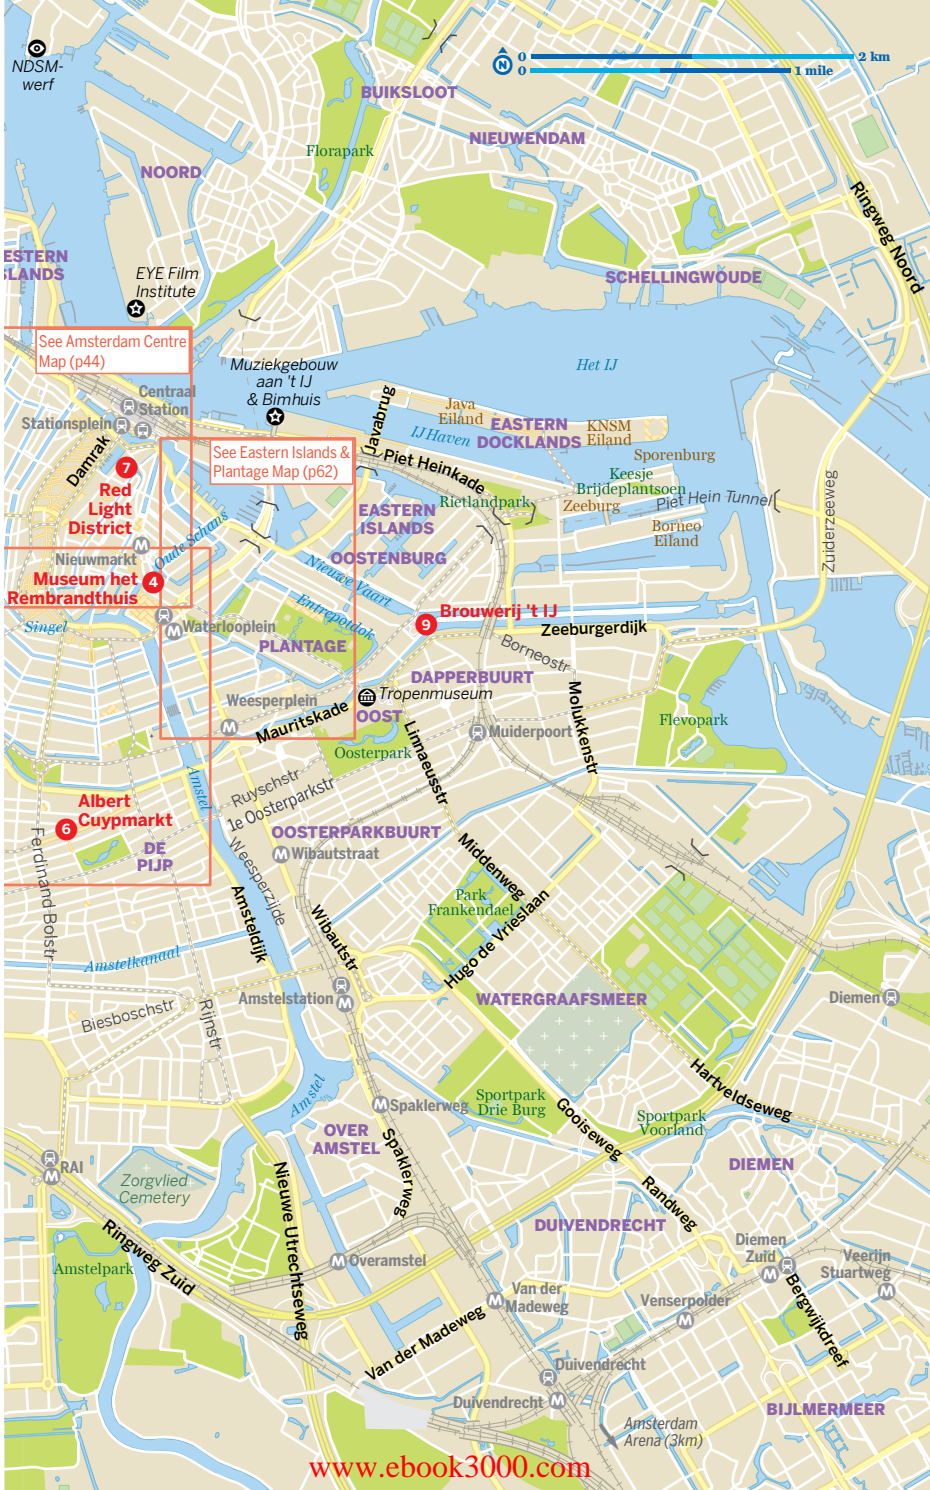 NDSM-
werf
0
2 km
N
0
1 mile
BUIKSLOOT
NIEUWENDAM
Florapark
NOORD
Ringweg Noord
ESTERN
SLANDS
EYE Film
Institute
SCHELLINGWOUDE
See Amsterdam Centre
Map (p44)
Muziekgebouw
aan 't IJ
& Bimhuis
Het IJ
Centraal
Station
Stationsplein
Damrak
Javabrug
Java
Eiland
IJ Haven
EASTERN
DOCKLANDS
KNSM
Eiland
Sporenburg
See Eastern Islands &
Plantage Map (p62)
Piet Heinkade
7
Red
Light
District
Keesje
Brijdeplantsoen
Rietlandpark
Zeeburg
Piet Hein Tunnel
Zuiderzeeweg
EASTERN
ISLANDS
Borneo
Eiland
Oude Schans
M
Nieuwmarkt
OOSTENBURG
Nieuwe Vaart
Museum het
Rembrandthuis
4
Entrepotdok
Brouwerij 't IJ
9
Singel
M
Waterlooplein
Zeeburgerdijk
PLANTAGE
Borneostr
DAPPERBUURT
Weesperplein
M
Tropenmuseum
Molukkenstr
Mauritskade
OOST
Flevopark
Linnaeusstr
Muiderpoort
Oosterpark
Amstel
Ruyschstr
1e Oosterparkstr
Albert
Cuypmarkt
6
OOSTERPARKBUURT
DE
PIJP
M
Wibautstraat
Middenweg
Ferdinand Bolstr
Weesperzijde
Amsteldijk
Park
Frankendael
Wibautstr
Hugo de Vrieslaan
Amstelkanaal
Amstelstation
M
WATERGRAAFSMEER
Diemen
Biesboschstr
Rijnstr
Hartveldseweg
Amstel
M
Spaklerweg
Sportpark
Drie Burg
Gooiseweg
Sportpark
Voorland
OVER
AMSTEL
Spaklerweg
DIEMEN
RAI
M
Zorgvlied
Cemetery
Nieuwe Utrechtseweg
Randweg
DUIVENDRECHT
Ringweg Zuid
Diemen
Zuid
M
Veerijn
Stuartweg
M
Amstelpark
M
Overamstel
Van der
Madeweg
M
Venserpolder
M
Bergwijkdreef
Van der Madeweg
Duivendrecht
Duivendrecht
M
BIJLMERMEER
Amsterdam
Arena (3km)
www.ebook3000.com